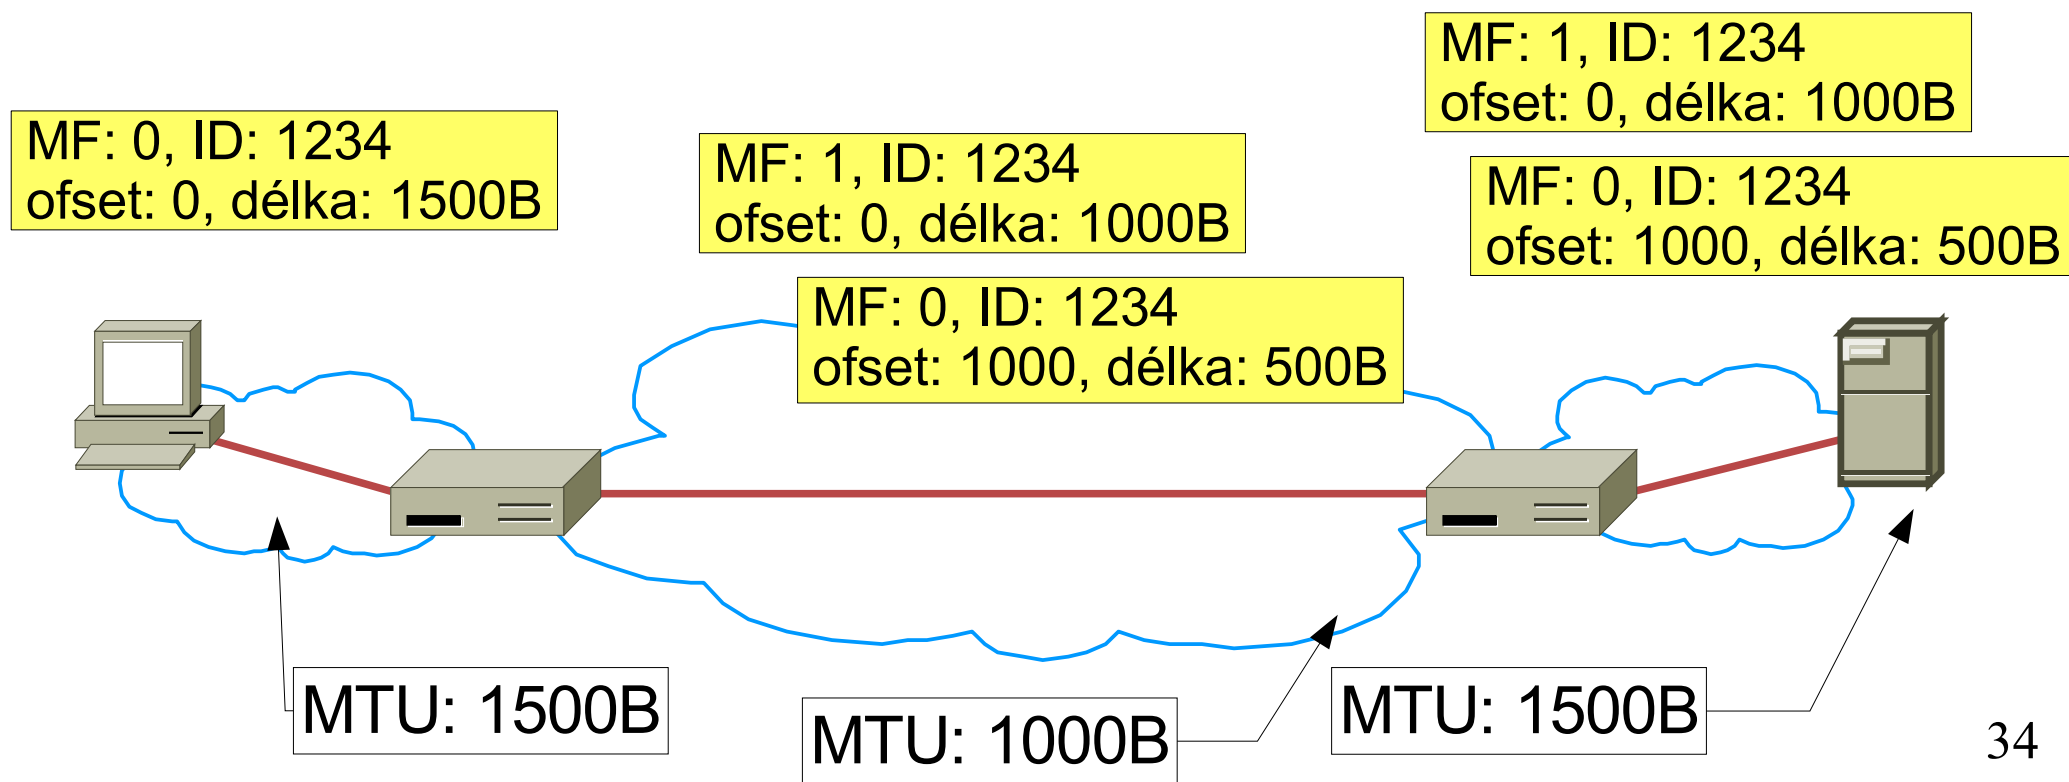 MF: 0, ID: 1234
ofset: 0, délka: 1500B
MF: 1, ID: 1234
ofset: 0, délka: 1000B
MF: 0, ID: 1234
ofset: 1000, délka: 500B
MF: 1, ID: 1234
ofset: 0, délka: 1000B
MF: 0, ID: 1234
ofset: 1000, délka: 500B
MTU: 1500B
MTU: 1000B
MTU: 1500B
34